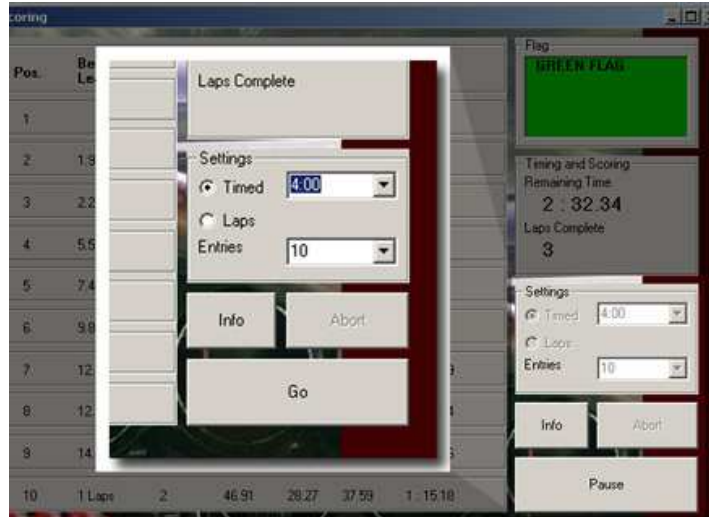 coring
Pos.
Be
Le
1
2 1.9
3 2.2
4 5.5
5 7.4
6 9.8
7 12.
8 12.
9 14.
10 1 Laps 2 46.91 28.27 37.59 1 : 15.18
Laps Complete
Settings
Timed 4:00
Laps
Entries 10
Info Abort
Go
Flag
GREEN FLAG
Timing and Scoring
Remaining Time
2 : 32.34
Laps Complete
3
Settings
Timed 4:00
Laps
Entries 10
Info Abort
Pause